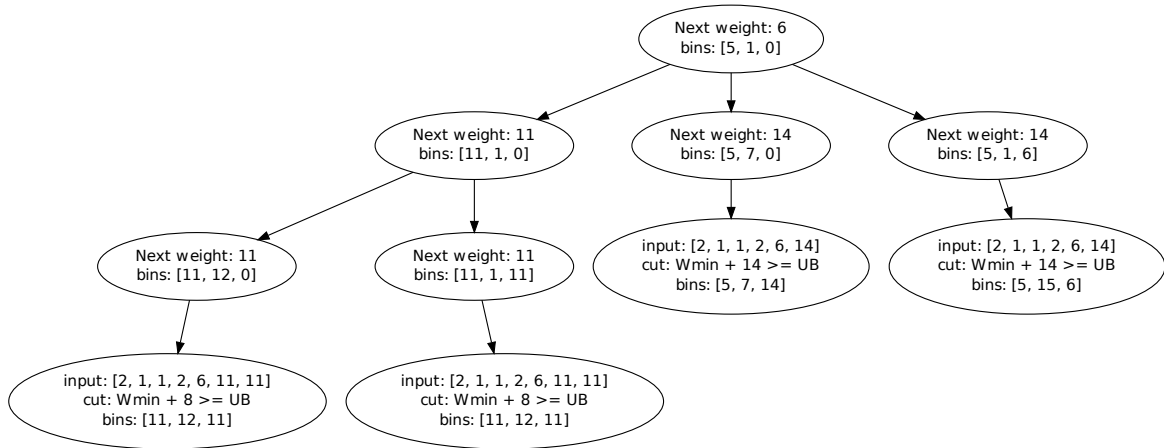 Next weight: 6
bins: [5, 1, 0]
Next weight: 11
bins: [11, 1, 0]
Next weight: 14
bins: [5, 7, 0]
Next weight: 14
bins: [5, 1, 6]
Next weight: 11
bins: [11, 12, 0]
Next weight: 11
bins: [11, 1, 11]
input: [2, 1, 1, 2, 6, 14]
cut: Wmin + 14 >= UB
bins: [5, 7, 14]
input: [2, 1, 1, 2, 6, 14]
cut: Wmin + 14 >= UB
bins: [5, 15, 6]
input: [2, 1, 1, 2, 6, 11, 11]
cut: Wmin + 8 >= UB
bins: [11, 12, 11]
input: [2, 1, 1, 2, 6, 11, 11]
cut: Wmin + 8 >= UB
bins: [11, 12, 11]